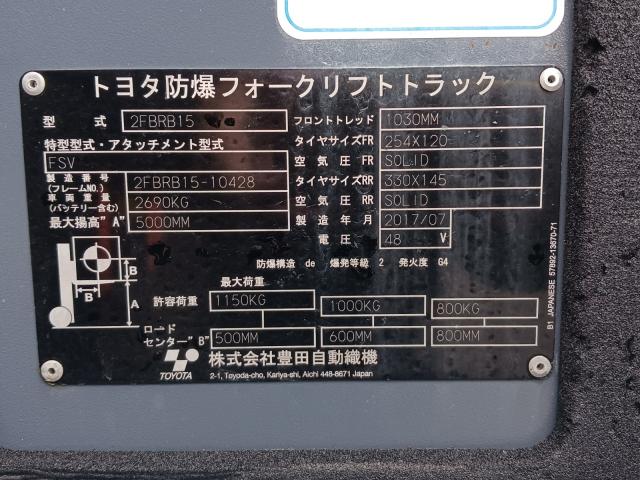 トヨタ防爆フォークリフトトラック
型 式 2FBRB15 フロントトレッド 1030MM
特型型式・アタッチメント型式 タイヤサイズFR 254X120
FSV 空 気 圧 FR SOLID
製 造 番 号 (フレームNO.) 2FBRB15-10428 タイヤサイズRR 330X145
車 両 重 量 (バッテリー含む) 2690KG 空 気 圧 RR SOLID
最大揚高"A" 5000MM 製 造 年 月 2017/07
電 圧 48 V
防爆構造 de 爆発等級 2 発火度 G4
B
B
A
最大荷重
許容荷重 1150KG 1000KG 800KG
ロード
センター"B" 500MM 600MM 800MM
TOYOTA 株式会社豊田自動織機
2-1, Toyoda-cho, Kariya-shi, Aichi 448-8671 Japan
B1 JAPANESE 57892-13670-71